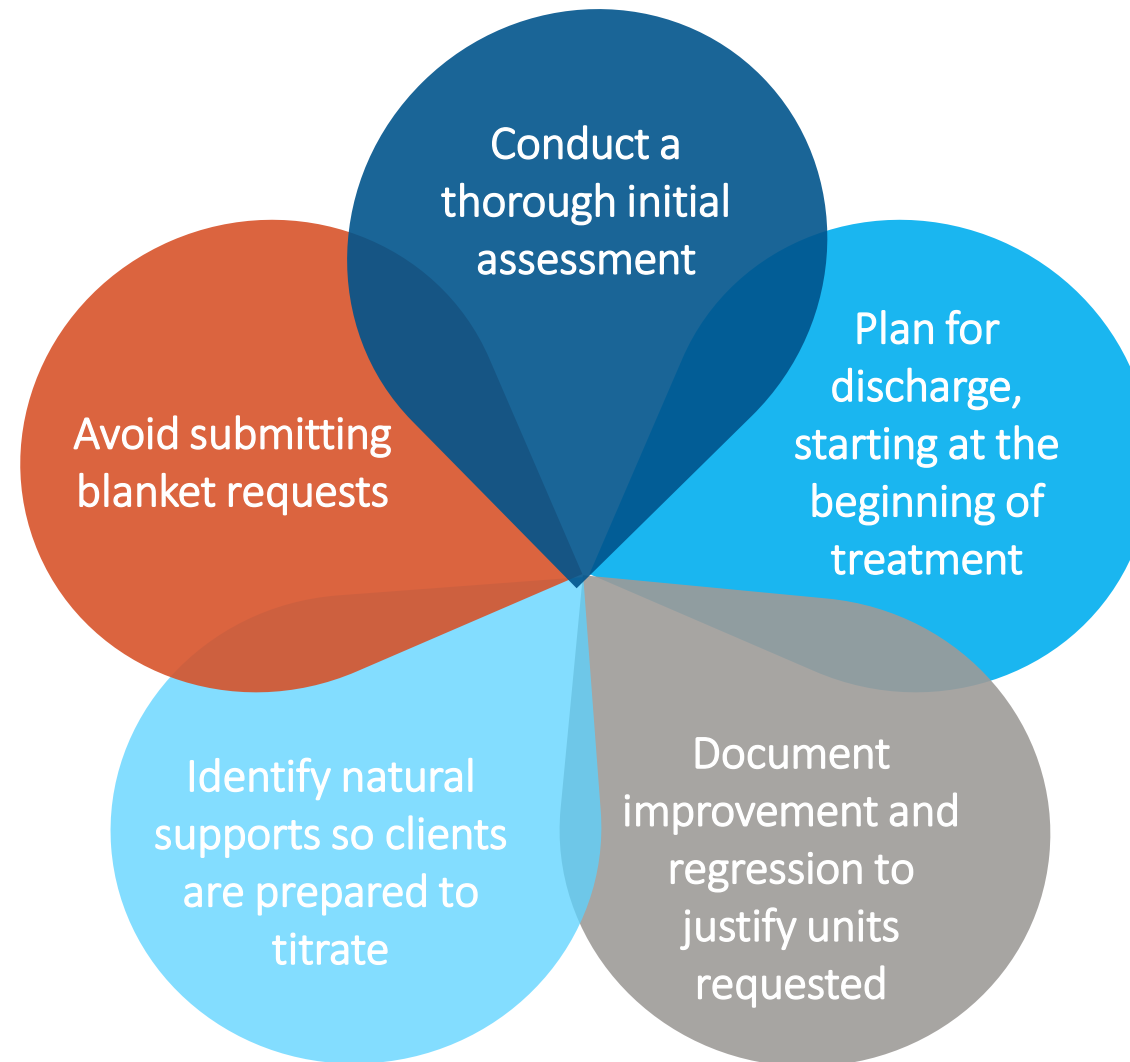 Conduct a
thorough initial
assessment
Plan for
discharge,
starting at the
beginning of
treatment
Document
improvement and
regression to
justify units
requested
Identify natural
supports so clients
are prepared to
titrate
Avoid submitting
blanket requests